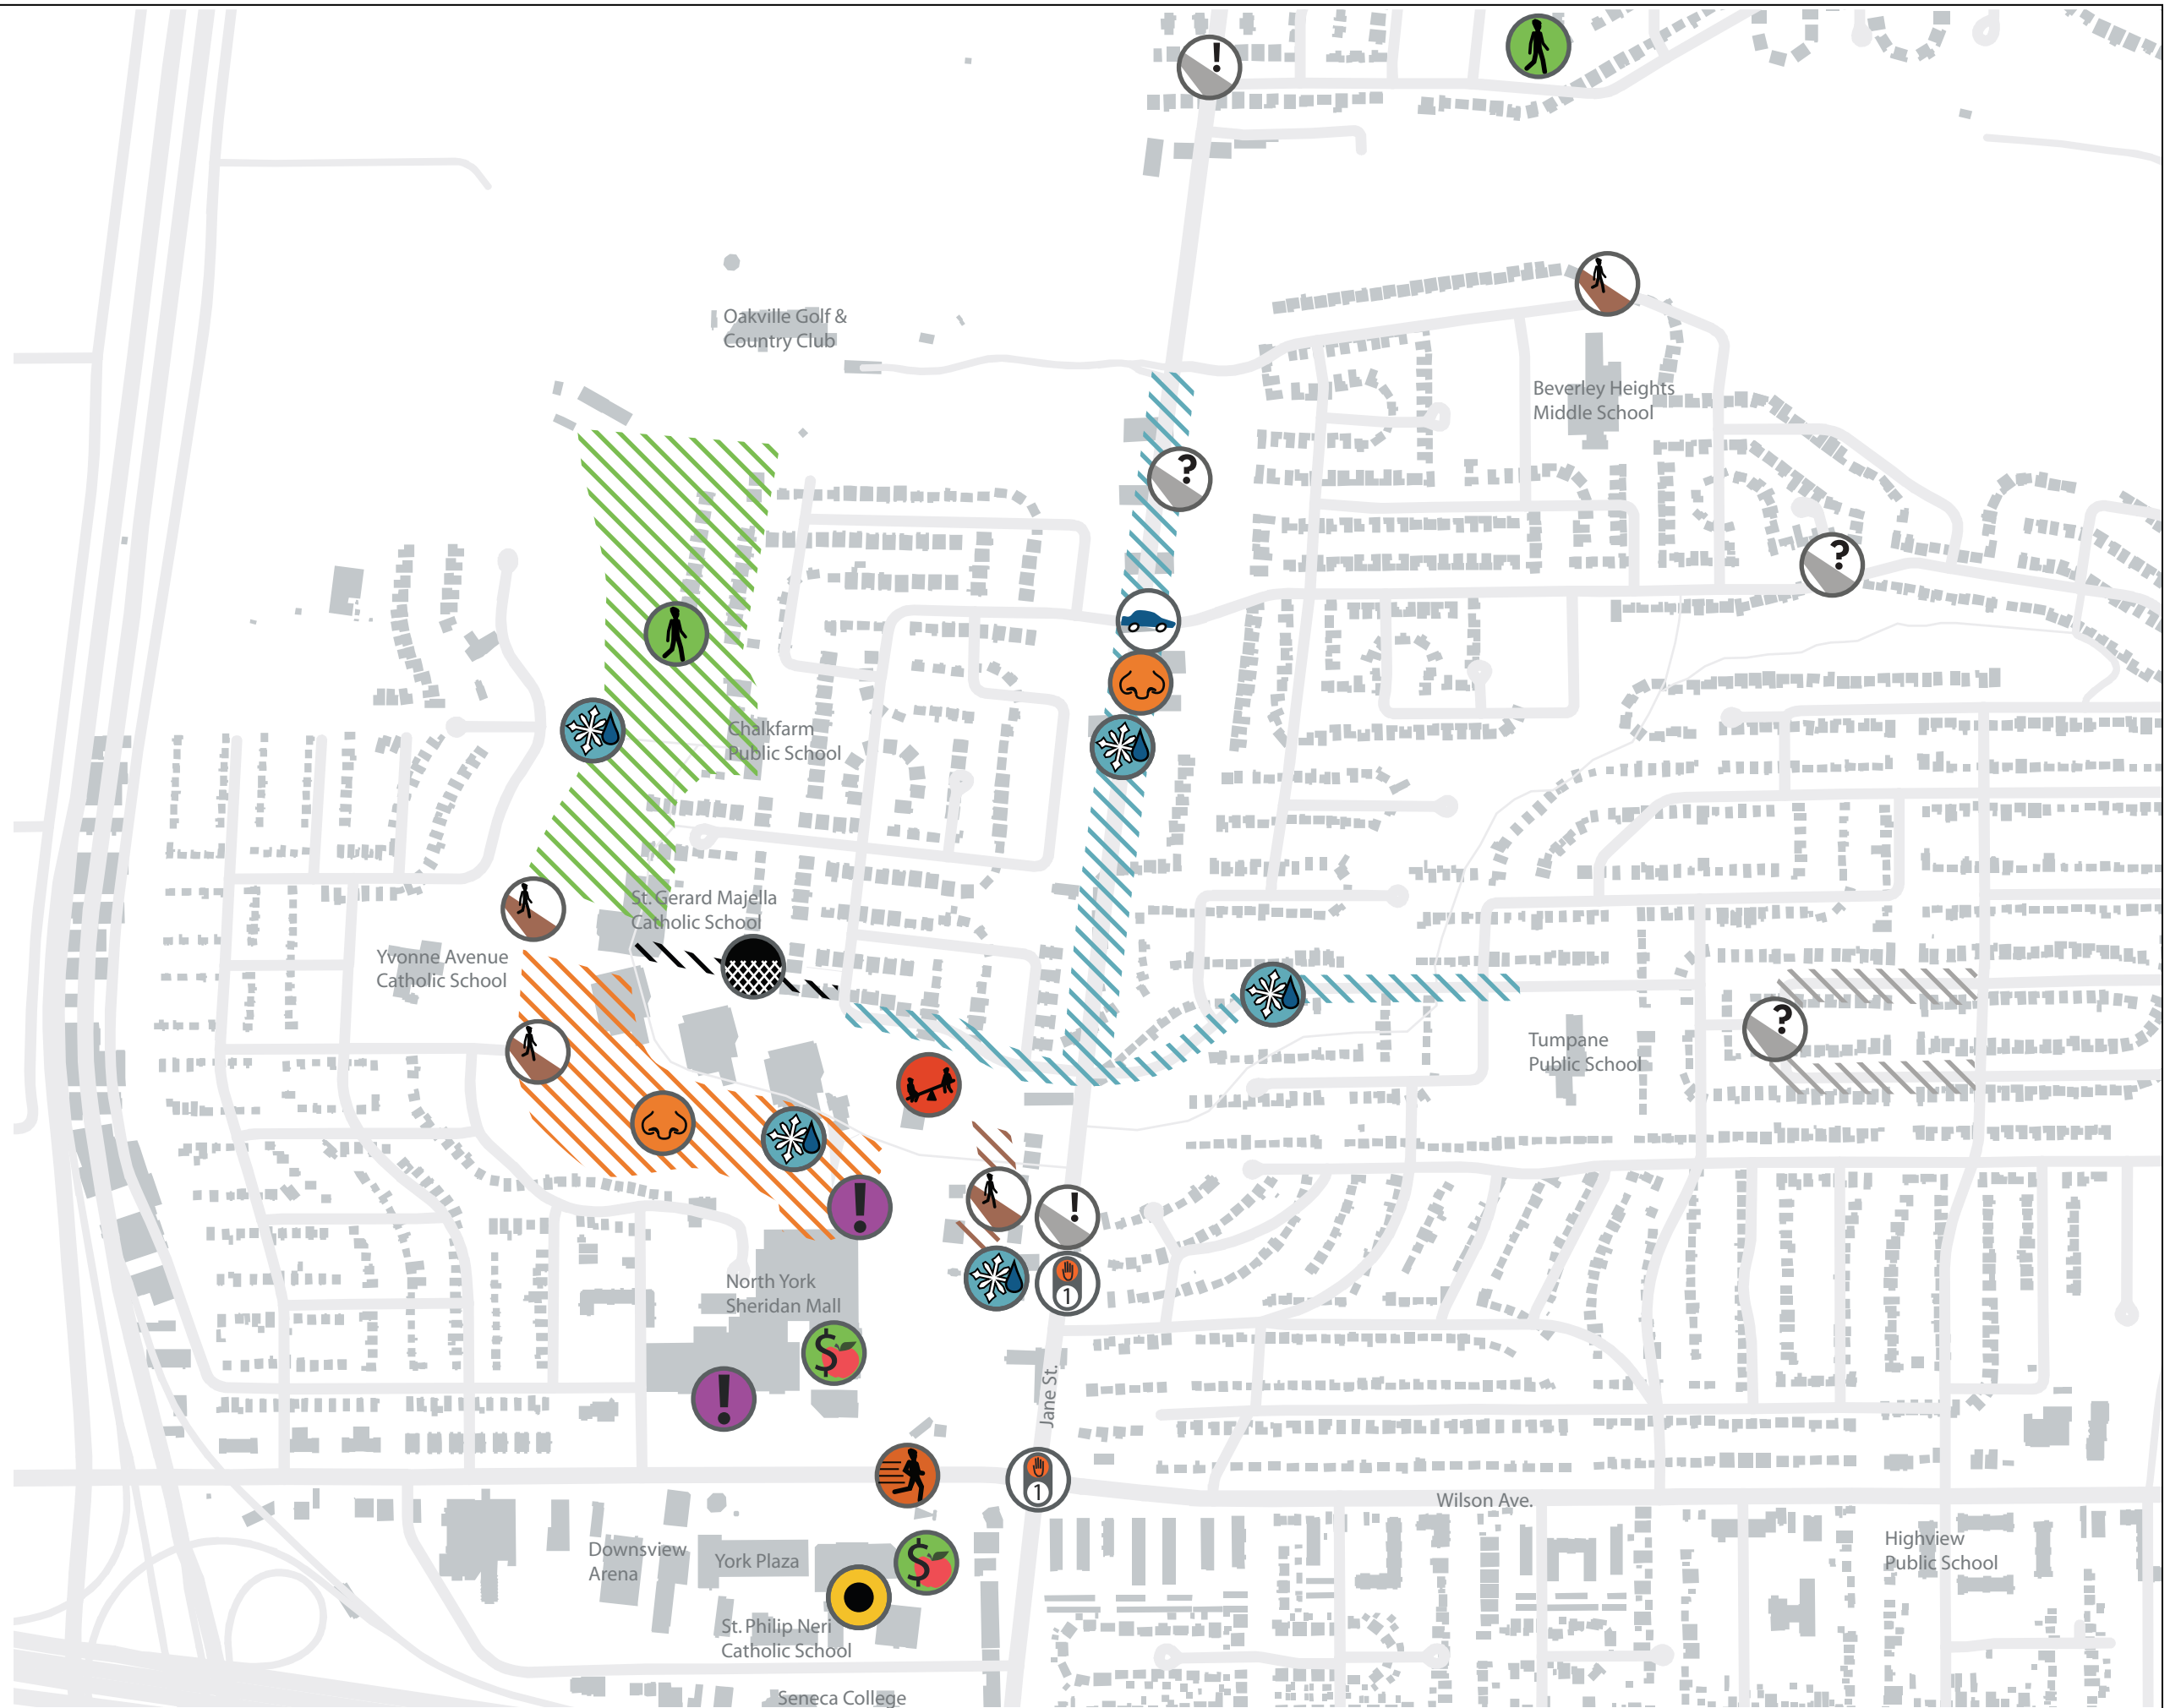 !
Oakville Golf &
Country Club
Beverley Heights
Middle School
?
?
Chalkfarm
Public School
St. Gerard Majella
Catholic School
Yvonne Avenue
Catholic School
?
Tumpane
Public School
!
!
1
North York
Sheridan Mall
$
!
Jane St.
1
Wilson Ave.
Downsview
Arena
York Plaza
$
Highview
Public School
St. Philip Neri
Catholic School
Seneca College